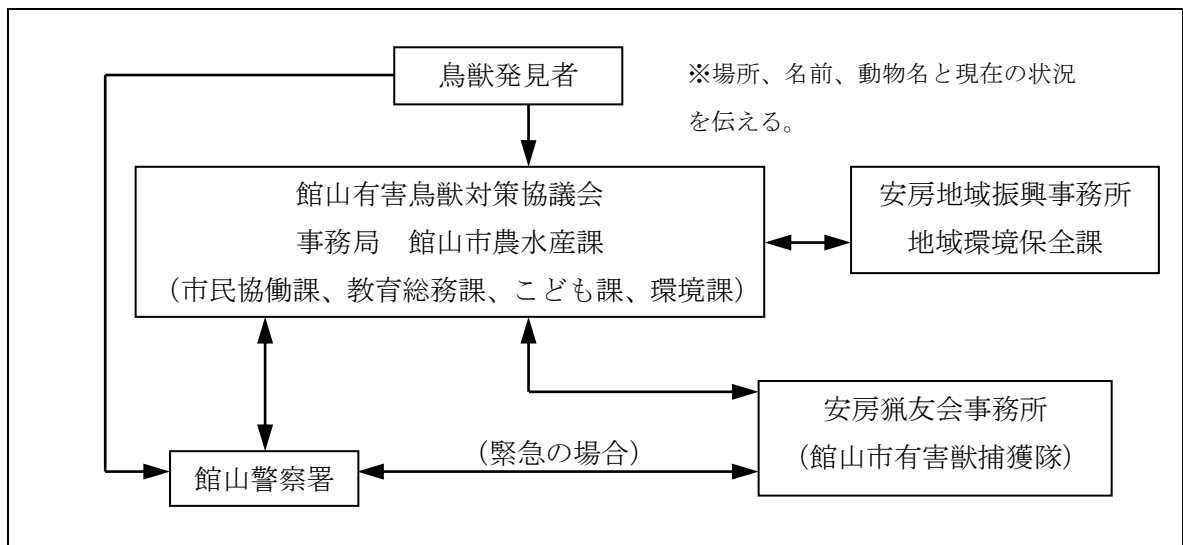 鳥獣発見者
※場所、名前、動物名と現在の状況
を伝える。
館山有害鳥獣対策協議会
事務局　館山市農水産課
(市民協働課、教育総務課、こども課、環境課)
安房地域振興事務所
地域環境保全課
安房猟友会事務所
(館山市有害獣捕獲隊)
(緊急の場合)
館山警察署